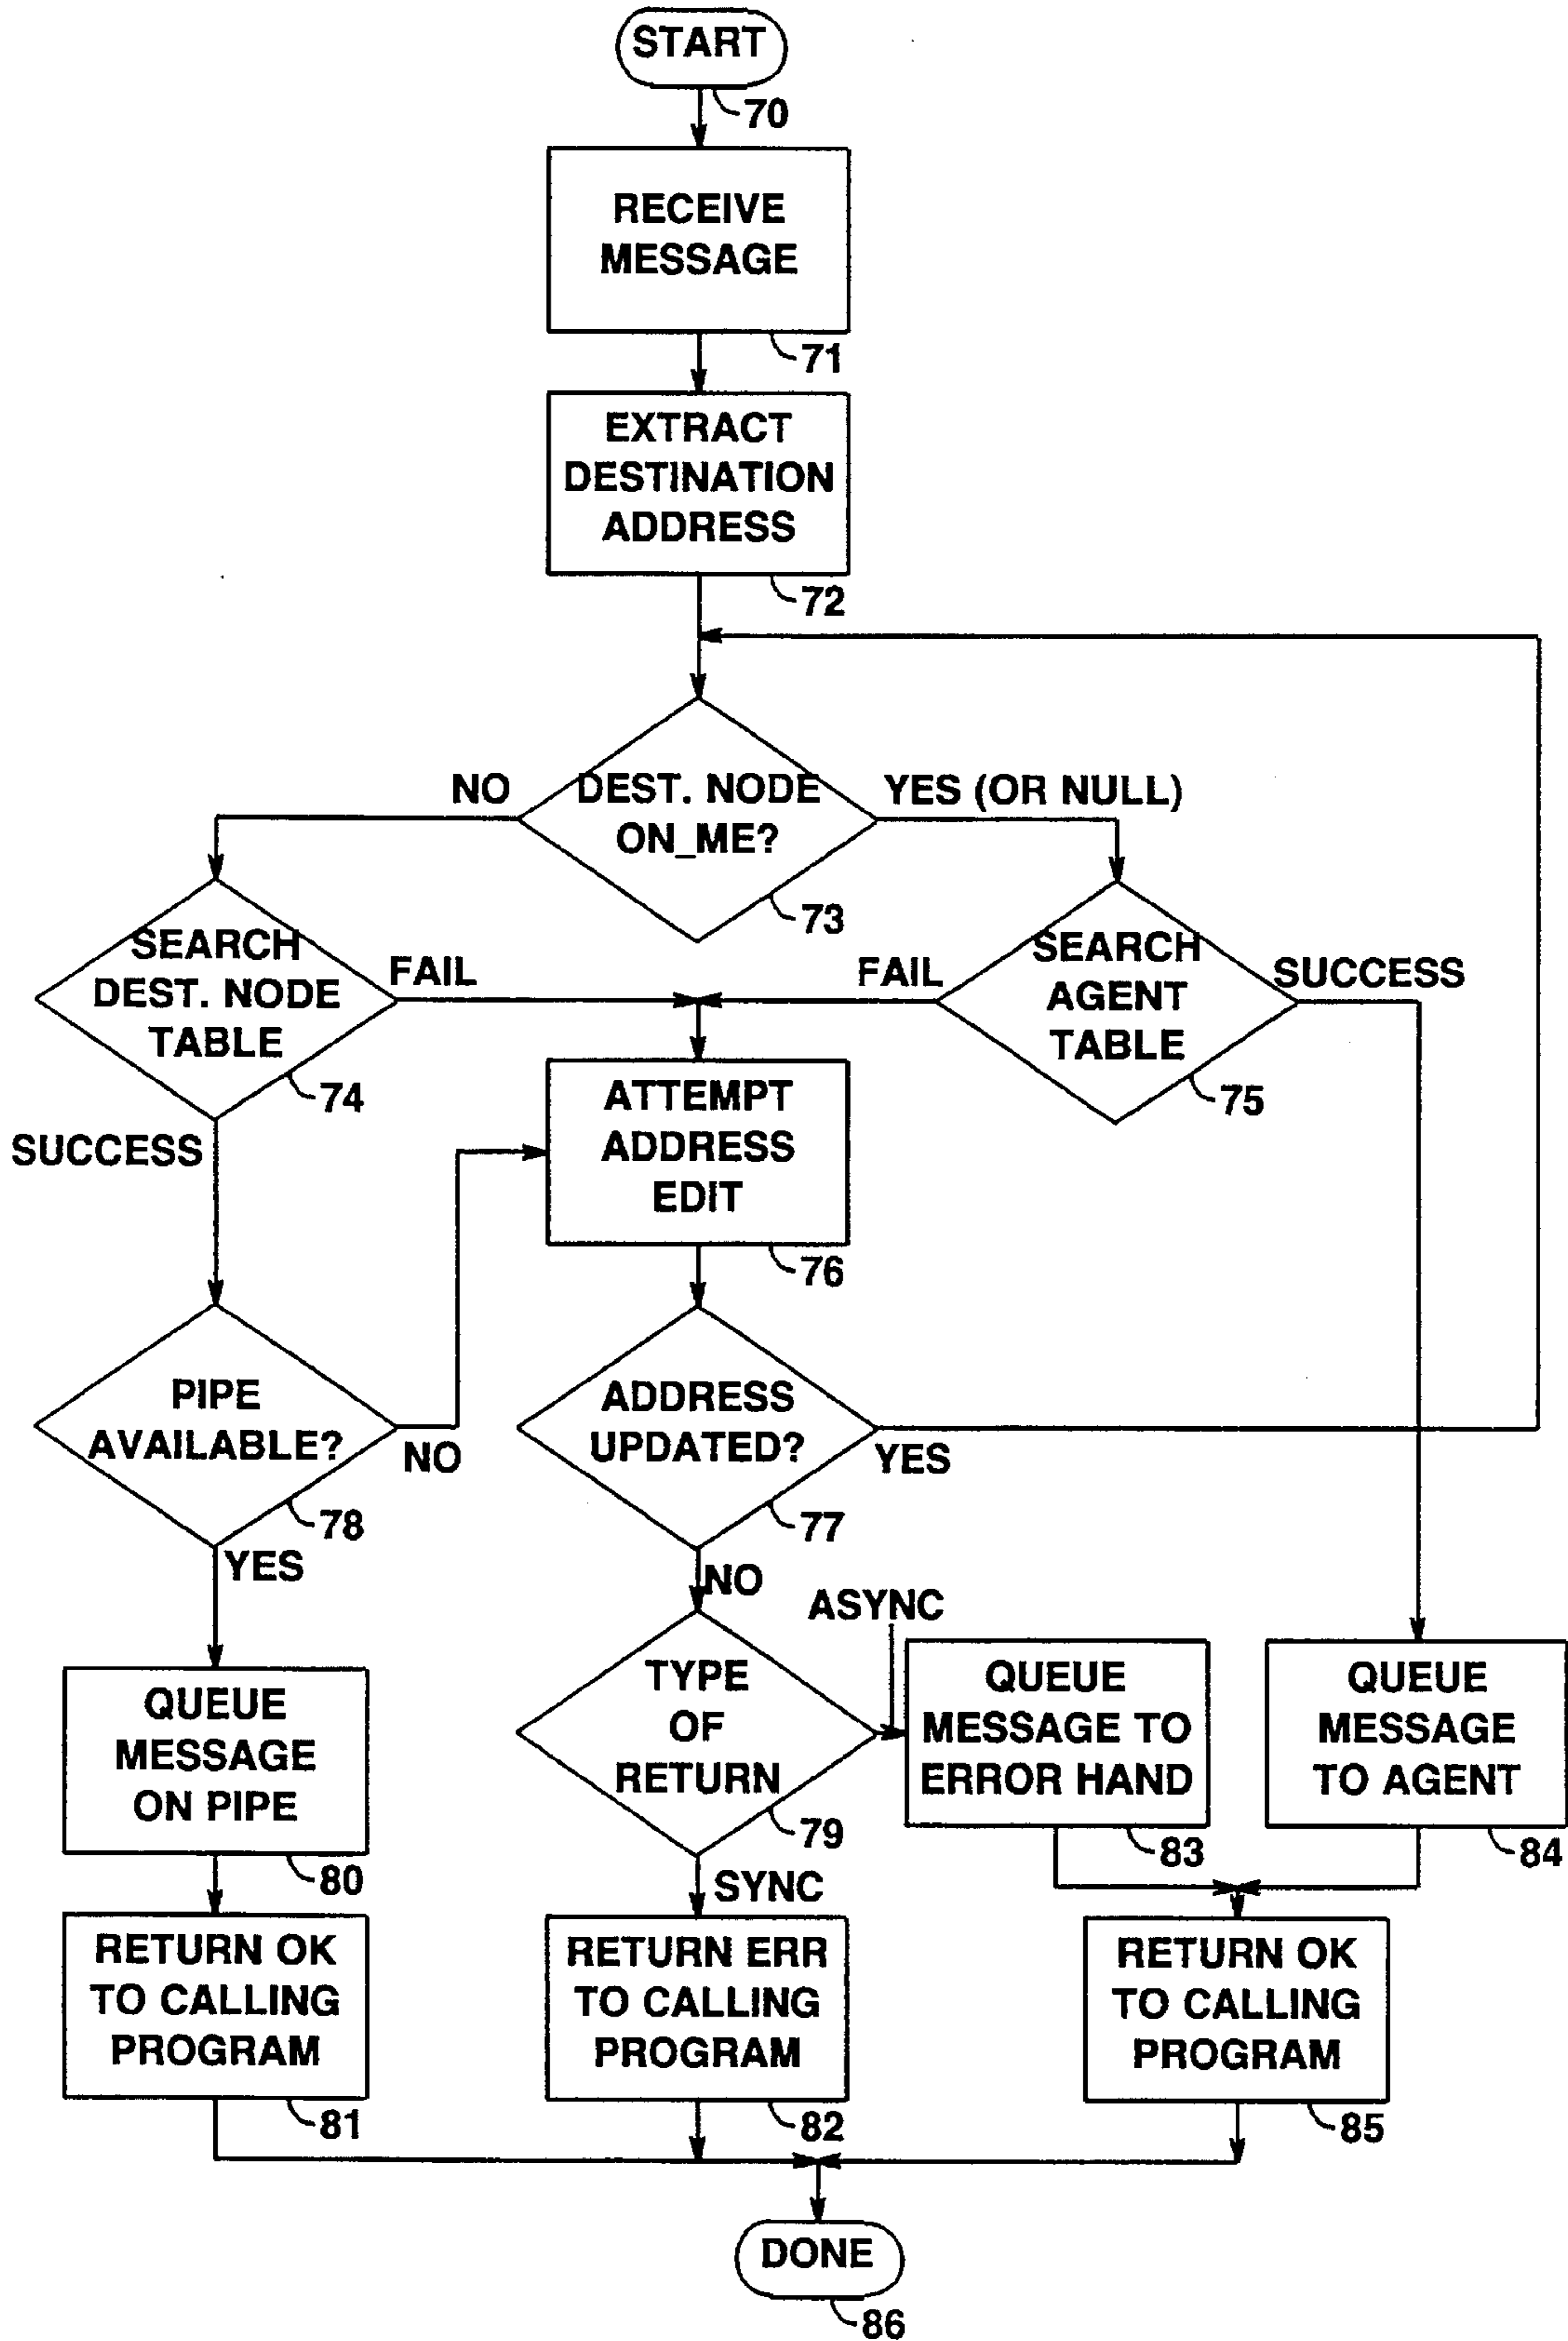 START
70
RECEIVE
MESSAGE
71
EXTRACT
DESTINATION
ADDRESS
72
NO
DEST. NODE
ON_ME?
YES (OR NULL)
73
SEARCH
DEST. NODE
TABLE
FAIL
74
SUCCESS
FAIL
SEARCH
AGENT
TABLE
SUCCESS
75
ATTEMPT
ADDRESS
EDIT
76
PIPE
AVAILABLE?
NO
78
YES
ADDRESS
UPDATED?
YES
77
NO
ASYNC
TYPE
OF
RETURN
79
SYNC
QUEUE
MESSAGE
ON PIPE
80
QUEUE
MESSAGE TO
ERROR HAND
83
QUEUE
MESSAGE
TO AGENT
84
RETURN OK
TO CALLING
PROGRAM
81
RETURN ERR
TO CALLING
PROGRAM
82
RETURN OK
TO CALLING
PROGRAM
85
DONE
86